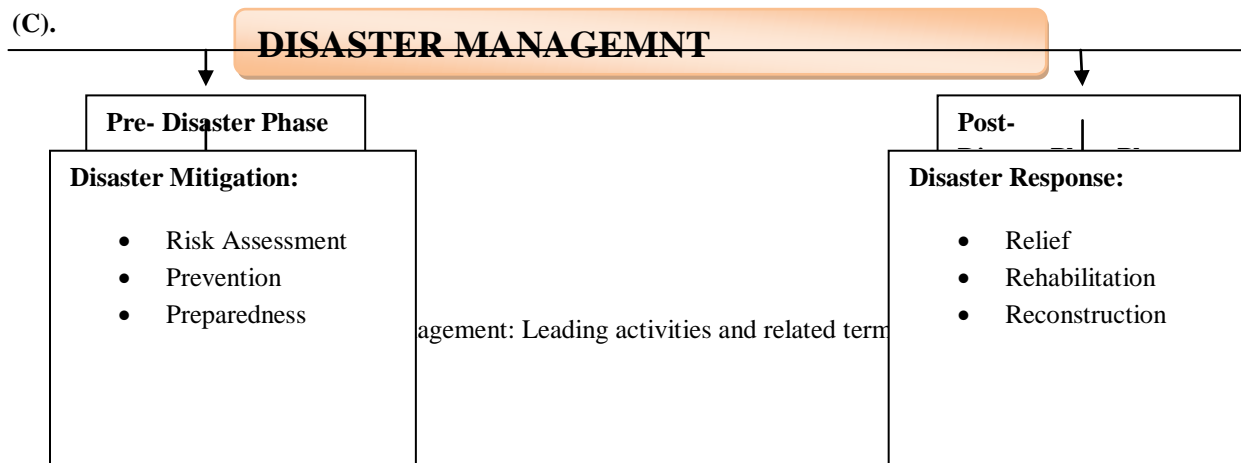 (C).
DISASTER MANAGEMNT
Pre- Disaster Phase
Post-
Disaster Mitigation:
• Risk Assessment
• Prevention
• Preparedness
Disaster Response:
• Relief
• Rehabilitation
• Reconstruction
agement: Leading activities and related term